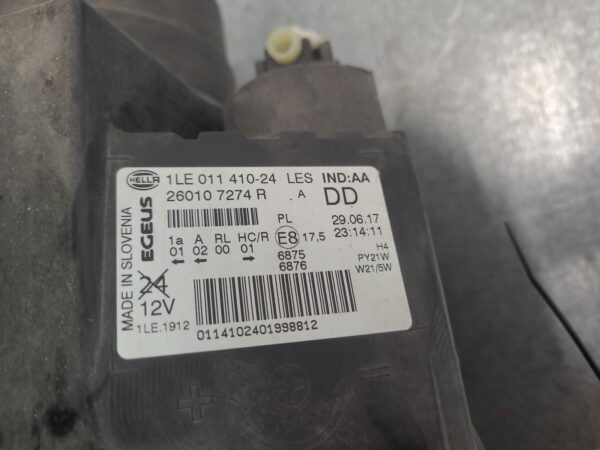 HELLA 1LE 011 410-24 LES IND:AA
26010 7274 R A DD
PL 29.06.17
1a A RL HC/R E8 17,5 23:14:11
01 02 00 01 6875 H4
← ← → 6876 PY21W
W21/5W
MADE IN SLOVENIA
EGEUS
24
12V
1LE.1912
0114102401998812
+ −